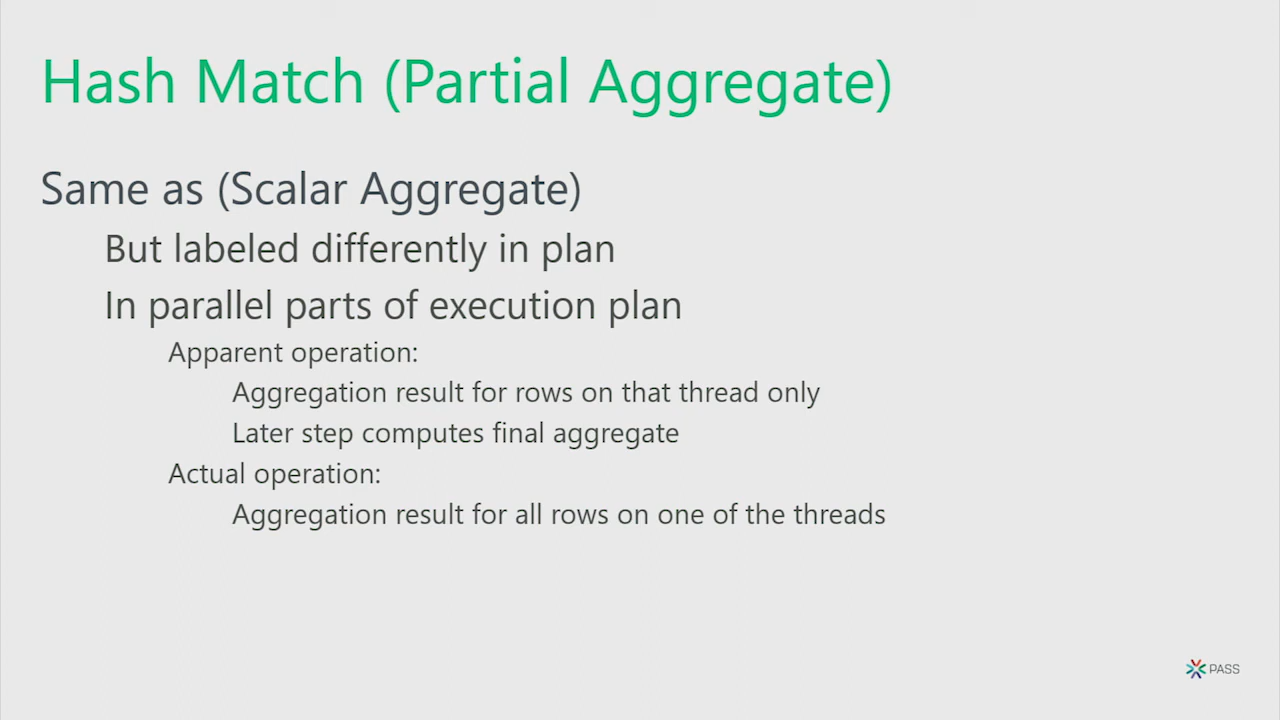 Hash Match (Partial Aggregate)
Same as (Scalar Aggregate)
But labeled differently in plan
In parallel parts of execution plan
Apparent operation:
Aggregation result for rows on that thread only
Later step computes final aggregate
Actual operation:
Aggregation result for all rows on one of the threads
PASS